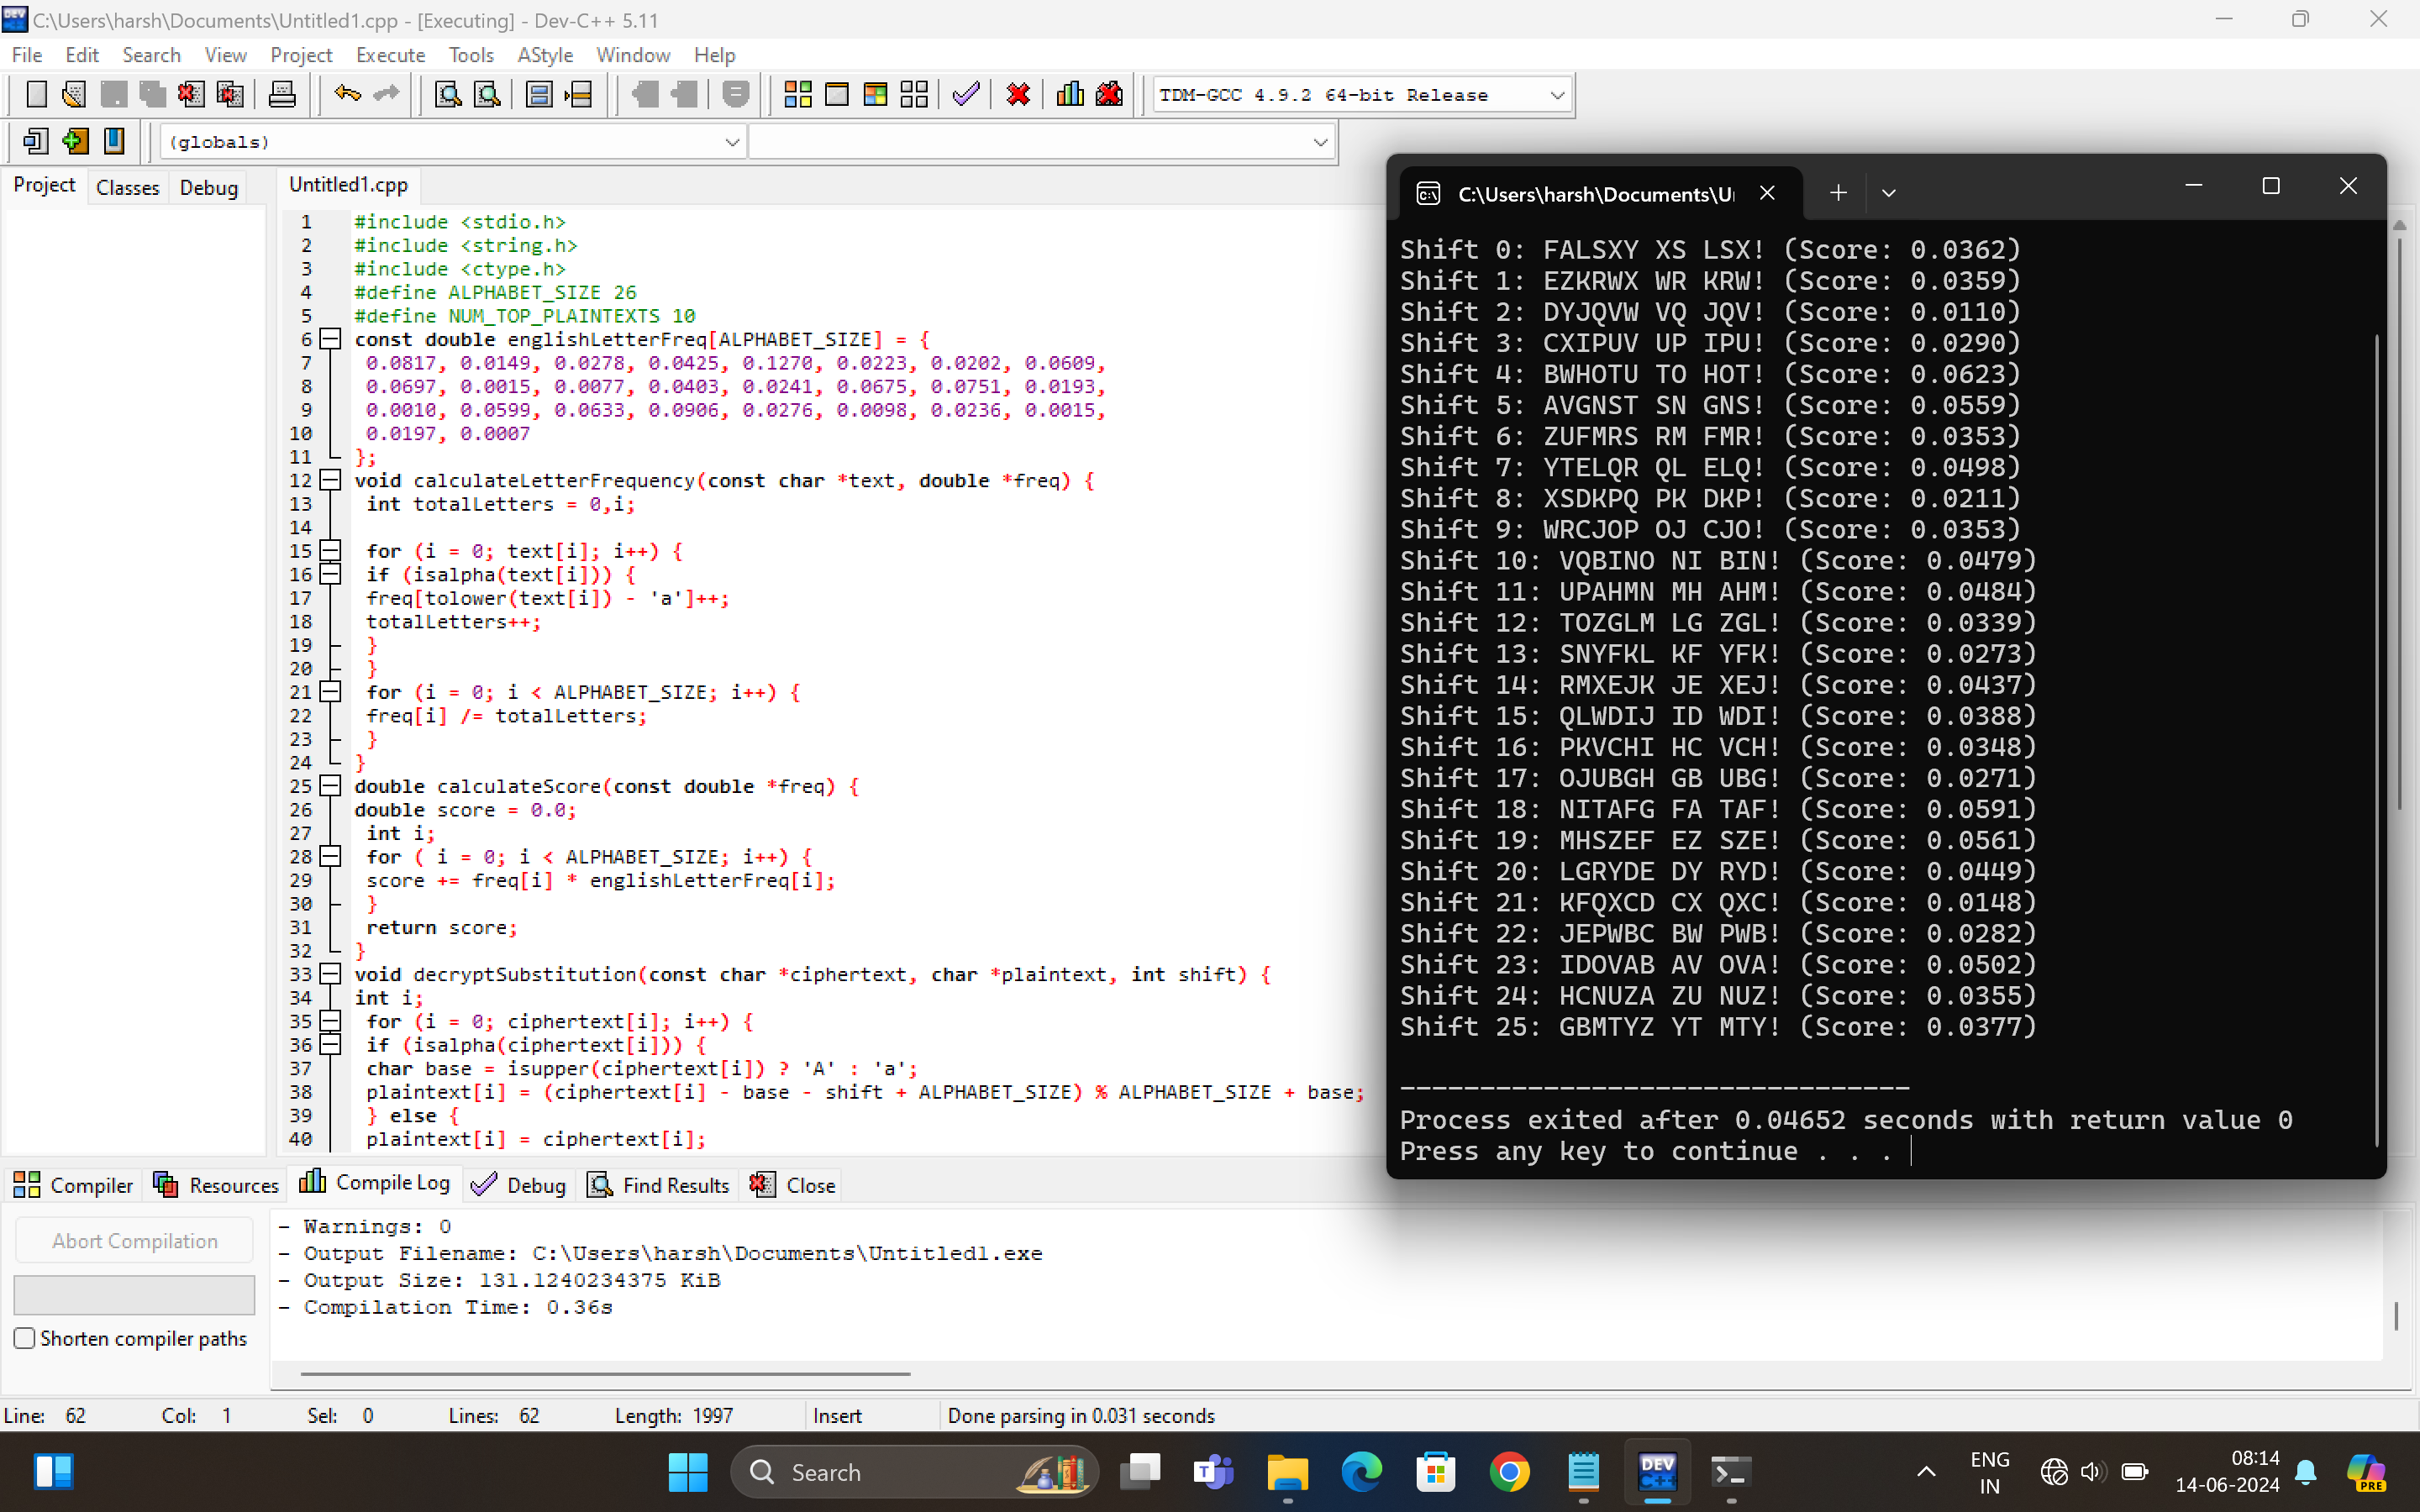 C:\Users\harsh\Documents\Untitled1.cpp - [Executing] - Dev-C++ 5.11
File Edit Search View Project Execute Tools AStyle Window Help
TDM-GCC 4.9.2 64-bit Release
(globals)
Project Classes Debug
Untitled1.cpp
1 #include <stdio.h>
2 #include <string.h>
3 #include <ctype.h>
4 #define ALPHABET_SIZE 26
5 #define NUM_TOP_PLAINTEXTS 10
6 const double englishLetterFreq[ALPHABET_SIZE] = {
7 0.0817, 0.0149, 0.0278, 0.0425, 0.1270, 0.0223, 0.0202, 0.0609,
8 0.0697, 0.0015, 0.0077, 0.0403, 0.0241, 0.0675, 0.0751, 0.0193,
9 0.0010, 0.0599, 0.0633, 0.0906, 0.0276, 0.0098, 0.0236, 0.0015,
10 0.0197, 0.0007
11 };
12 void calculateLetterFrequency(const char *text, double *freq) {
13 int totalLetters = 0,i;
14
15 for (i = 0; text[i]; i++) {
16 if (isalpha(text[i])) {
17 freq[tolower(text[i]) - 'a']++;
18 totalLetters++;
19 }
20 }
21 for (i = 0; i < ALPHABET_SIZE; i++) {
22 freq[i] /= totalLetters;
23 }
24 }
25 double calculateScore(const double *freq) {
26 double score = 0.0;
27 int i;
28 for ( i = 0; i < ALPHABET_SIZE; i++) {
29 score += freq[i] * englishLetterFreq[i];
30 }
31 return score;
32 }
33 void decryptSubstitution(const char *ciphertext, char *plaintext, int shift) {
34 int i;
35 for (i = 0; ciphertext[i]; i++) {
36 if (isalpha(ciphertext[i])) {
37 char base = isupper(ciphertext[i]) ? 'A' : 'a';
38 plaintext[i] = (ciphertext[i] - base - shift + ALPHABET_SIZE) % ALPHABET_SIZE + base;
39 } else {
40 plaintext[i] = ciphertext[i];
C:\Users\harsh\Documents\U
Shift 0: FALSXY XS LSX! (Score: 0.0362)
Shift 1: EZKRWX WR KRW! (Score: 0.0359)
Shift 2: DYJQVW VQ JQV! (Score: 0.0110)
Shift 3: CXIPUV UP IPU! (Score: 0.0290)
Shift 4: BWHOTU TO HOT! (Score: 0.0623)
Shift 5: AVGNST SN GNS! (Score: 0.0559)
Shift 6: ZUFMRS RM FMR! (Score: 0.0353)
Shift 7: YTELQR QL ELQ! (Score: 0.0498)
Shift 8: XSDKPQ PK DKP! (Score: 0.0211)
Shift 9: WRCJOP OJ CJO! (Score: 0.0353)
Shift 10: VQBINO NI BIN! (Score: 0.0479)
Shift 11: UPAHMN MH AHM! (Score: 0.0484)
Shift 12: TOZGLM LG ZGL! (Score: 0.0339)
Shift 13: SNYFKL KF YFK! (Score: 0.0273)
Shift 14: RMXEJK JE XEJ! (Score: 0.0437)
Shift 15: QLWDIJ ID WDI! (Score: 0.0388)
Shift 16: PKVCHI HC VCH! (Score: 0.0348)
Shift 17: OJUBGH GB UBG! (Score: 0.0271)
Shift 18: NITAFG FA TAF! (Score: 0.0591)
Shift 19: MHSZEF EZ SZE! (Score: 0.0561)
Shift 20: LGRYDE DY RYD! (Score: 0.0449)
Shift 21: KFQXCD CX QXC! (Score: 0.0148)
Shift 22: JEPWBC BW PWB! (Score: 0.0282)
Shift 23: IDOVAB AV OVA! (Score: 0.0502)
Shift 24: HCNUZA ZU NUZ! (Score: 0.0355)
Shift 25: GBMTYZ YT MTY! (Score: 0.0377)
--------------------------------
Process exited after 0.04652 seconds with return value 0
Press any key to continue . . .
Compiler Resources Compile Log Debug Find Results Close
Abort Compilation
Shorten compiler paths
- Warnings: 0
- Output Filename: C:\Users\harsh\Documents\Untitled1.exe
- Output Size: 131.1240234375 KiB
- Compilation Time: 0.36s
Line: 62 Col: 1 Sel: 0 Lines: 62 Length: 1997 Insert Done parsing in 0.031 seconds
Search
DEV C++
ENG
IN
08:14
14-06-2024
PRE